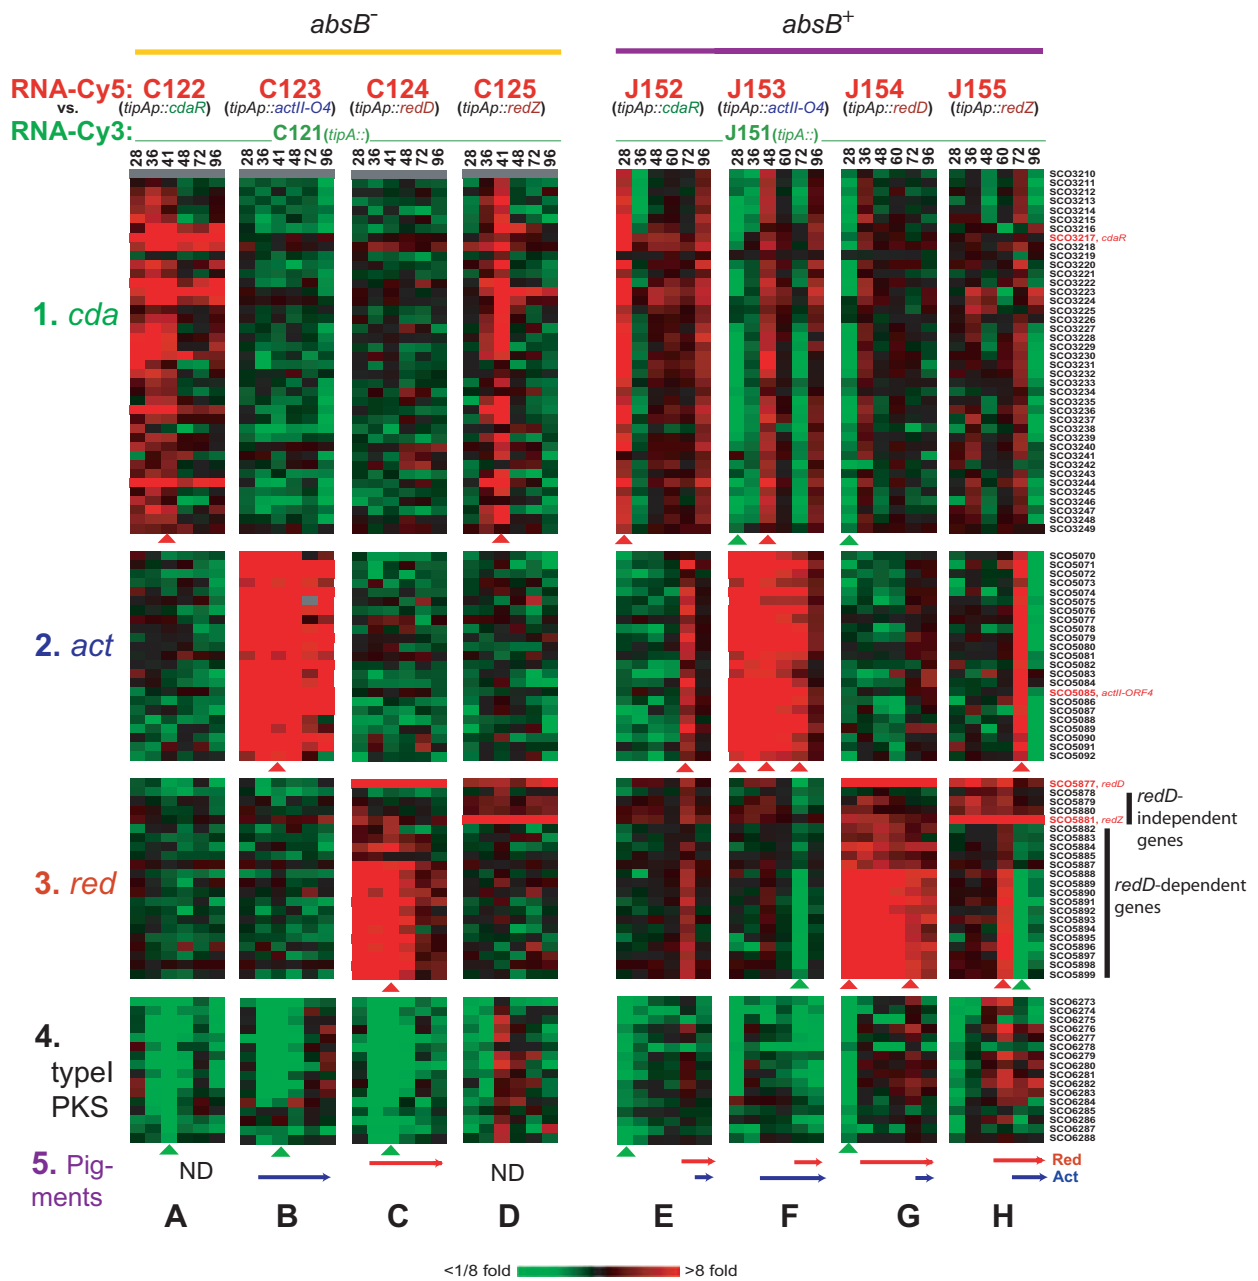 absB⁻ absB⁺
RNA-Cy5: C122 C123 C124 C125 J152 J153 J154 J155
vs. (tipAp::cdaR) (tipAp::actII-O4) (tipAp::redD) (tipAp::redZ) (tipAp::cdaR) (tipAp::actII-O4) (tipAp::redD) (tipAp::redZ)
RNA-Cy3: C121(tipA::) J151(tipA::)
28 36 41 48 72 96 28 36 41 48 72 96 28 36 41 48 72 96 28 36 41 48 72 96 28 36 48 60 72 96 28 36 48 60 72 96 28 36 48 60 72 96 28 36 48 60 72 96
1. cda
SCO3210
SCO3211
SCO3212
SCO3213
SCO3214
SCO3215
SCO3216
SCO3217, cdaR
SCO3218
SCO3219
SCO3220
SCO3221
SCO3222
SCO3223
SCO3224
SCO3225
SCO3226
SCO3227
SCO3228
SCO3229
SCO3230
SCO3231
SCO3232
SCO3233
SCO3234
SCO3235
SCO3236
SCO3237
SCO3238
SCO3239
SCO3240
SCO3241
SCO3242
SCO3243
SCO3244
SCO3245
SCO3246
SCO3247
SCO3248
SCO3249
2. act
SCO5070
SCO5071
SCO5072
SCO5073
SCO5074
SCO5075
SCO5076
SCO5077
SCO5078
SCO5079
SCO5080
SCO5081
SCO5082
SCO5083
SCO5084
SCO5085, actII-ORF4
SCO5086
SCO5087
SCO5088
SCO5089
SCO5090
SCO5091
SCO5092
3. red
SCO5877, redD
SCO5878
SCO5879
SCO5880
SCO5881, redZ
SCO5882
SCO5883
SCO5884
SCO5885
SCO5887
SCO5888
SCO5889
SCO5890
SCO5891
SCO5892
SCO5893
SCO5894
SCO5895
SCO5896
SCO5897
SCO5898
SCO5899
redD-
independent
genes
redD-dependent
genes
4.
typeI
PKS
SCO6273
SCO6274
SCO6275
SCO6276
SCO6277
SCO6278
SCO6279
SCO6280
SCO6281
SCO6282
SCO6283
SCO6284
SCO6285
SCO6286
SCO6287
SCO6288
5. Pig-
ments
ND ND
Red
Act
A B C D E F G H
<1/8 fold >8 fold